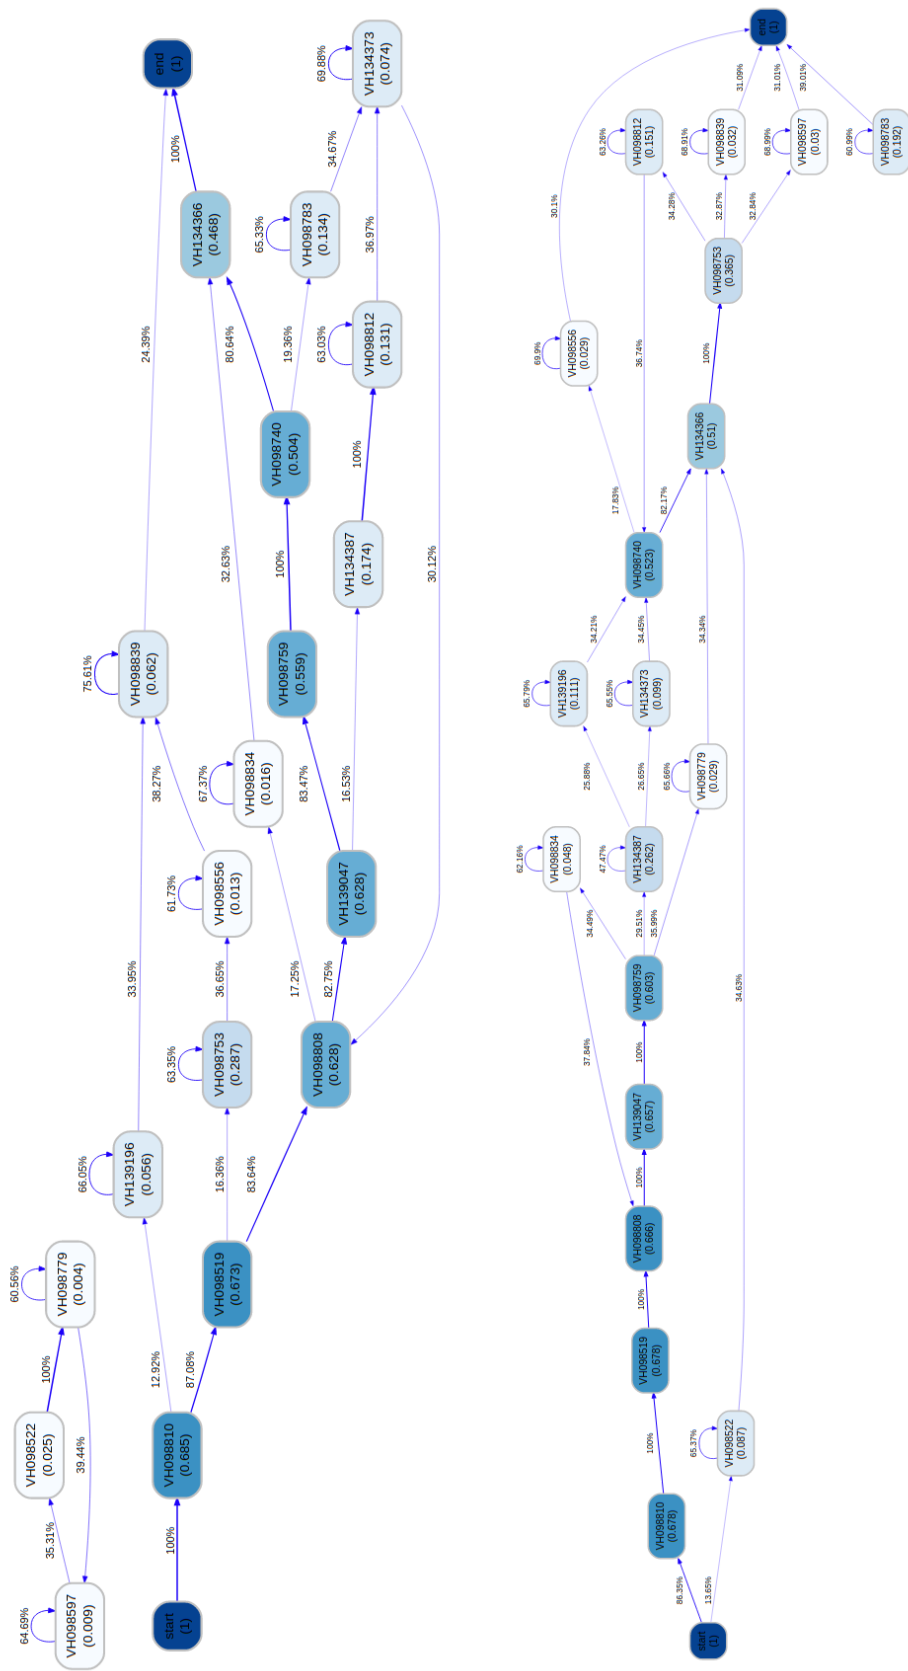 end
(1)
100%
24.39%
VH134366
(0.468)
80.64%
32.63%
VH134373
(0.074)
69.88%
34.67%
VH098783
(0.134)
65.33%
19.36%
36.97%
VH098812
(0.131)
63.03%
VH098740
(0.504)
100%
100%
VH134387
(0.174)
30.12%
VH098839
(0.062)
75.61%
38.27%
33.95%
VH098759
(0.559)
83.47%
16.53%
VH098834
(0.016)
67.37%
17.25%
VH139047
(0.628)
82.75%
VH098556
(0.013)
61.73%
36.65%
VH098753
(0.287)
63.35%
16.36%
VH098808
(0.628)
83.64%
VH139196
(0.056)
66.05%
12.92%
VH098519
(0.673)
87.08%
VH098779
(0.004)
60.56%
100%
39.44%
VH098522
(0.025)
35.31%
VH098810
(0.685)
100%
VH098597
(0.009)
64.69%
start
(1)
end
(1)
31.09%
31.01%
39.01%
30.1%
VH098812
(0.151)
63.26%
VH098839
(0.032)
68.91%
VH098597
(0.03)
68.99%
VH098783
(0.192)
60.99%
34.28%
32.87%
32.84%
VH098753
(0.365)
100%
VH098556
(0.029)
69.9%
36.74%
17.83%
VH134366
(0.51)
82.17%
VH098740
(0.523)
34.21%
34.45%
34.34%
VH139196
(0.111)
65.79%
VH134373
(0.099)
65.55%
25.88%
26.65%
VH098779
(0.029)
65.66%
VH098834
(0.048)
62.16%
VH134387
(0.262)
47.47%
34.49%
29.51%
35.99%
VH098759
(0.603)
100%
37.84%
34.63%
VH139047
(0.657)
100%
VH098808
(0.666)
100%
VH098519
(0.678)
100%
VH098522
(0.087)
65.37%
VH098810
(0.678)
86.35%
13.65%
start
(1)